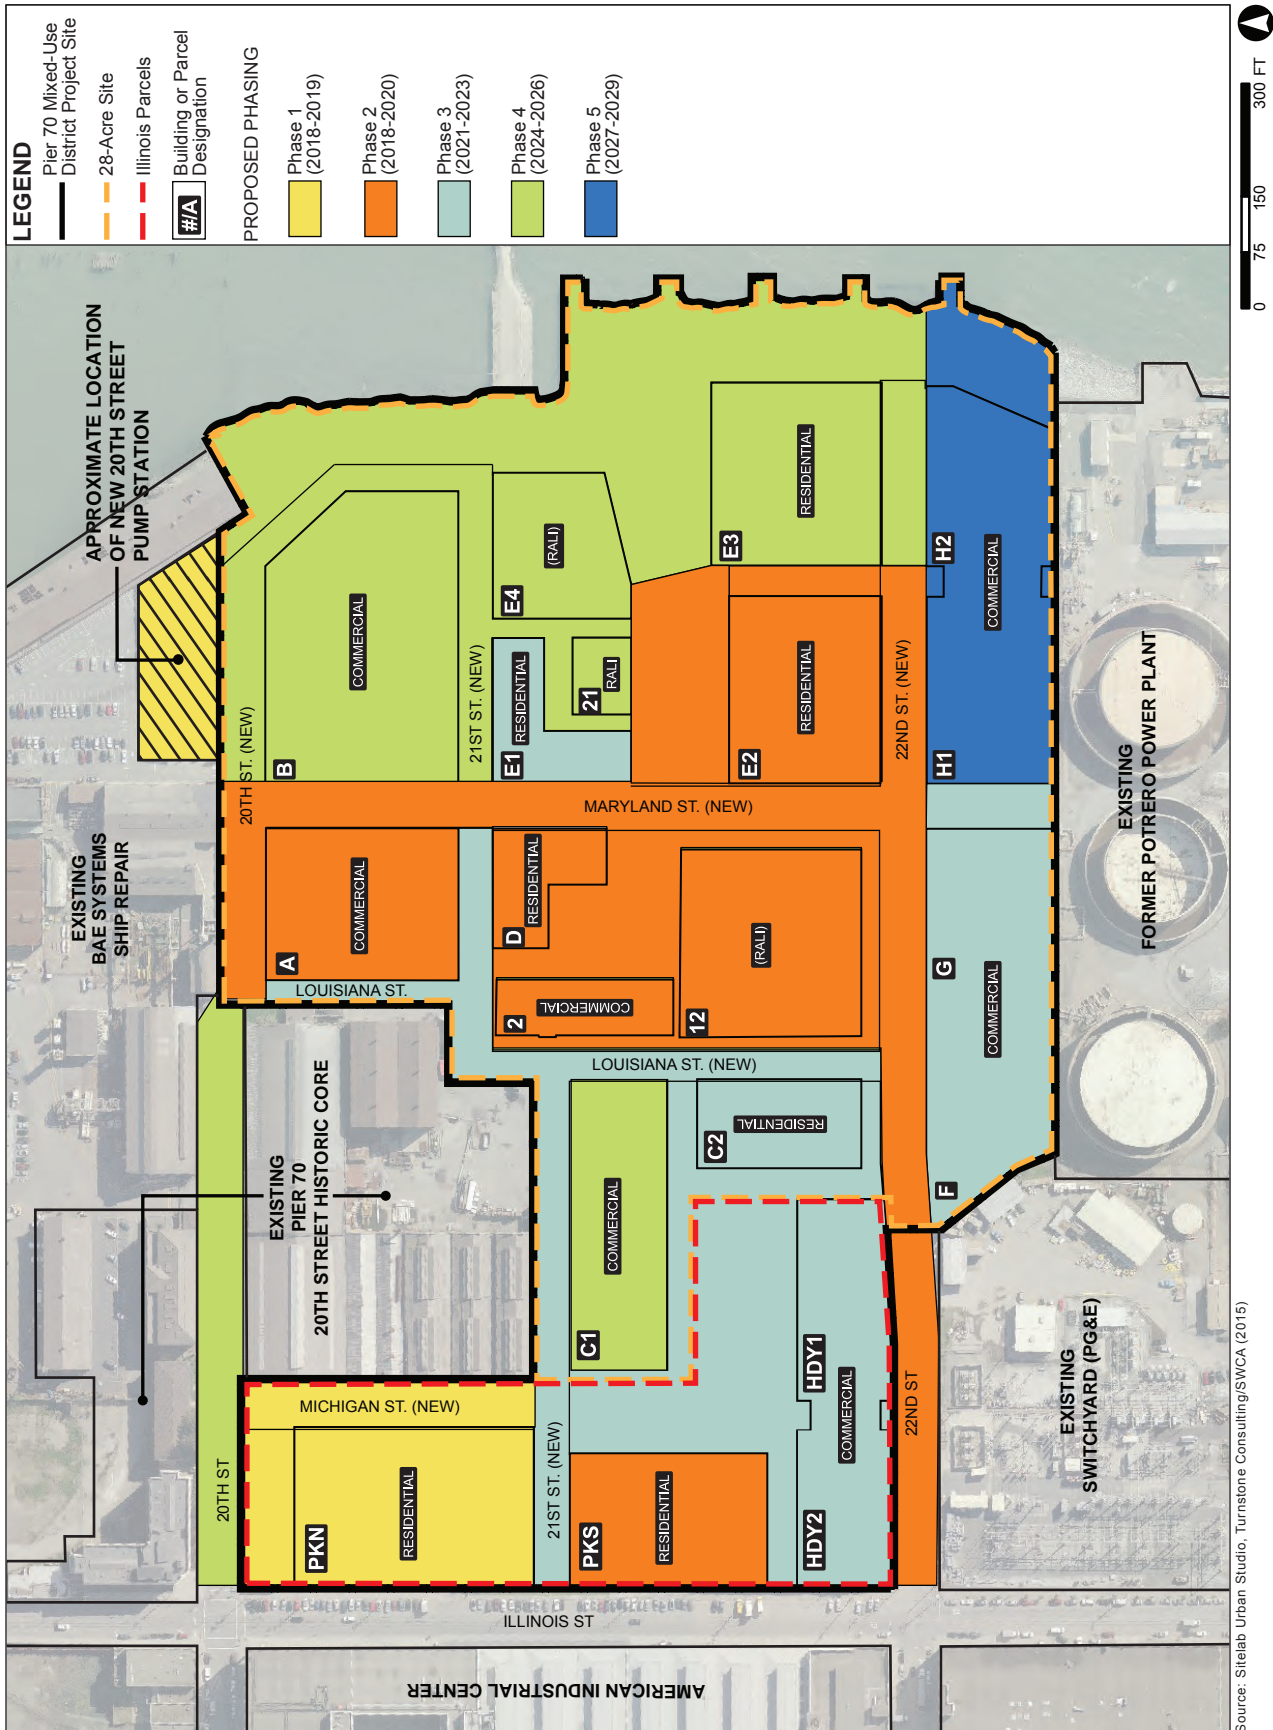 LEGEND
Pier 70 Mixed-Use
District Project Site
28-Acre Site
Illinois Parcels
#/A
Building or Parcel
Designation
PROPOSED PHASING
Phase 1
(2018-2019)
Phase 2
(2018-2020)
Phase 3
(2021-2023)
Phase 4
(2024-2026)
Phase 5
(2027-2029)
0
75
150
300 FT
APPROXIMATE LOCATION
OF NEW 20TH STREET
PUMP STATION
EXISTING
BAE SYSTEMS
SHIP REPAIR
EXISTING
PIER 70
20TH STREET HISTORIC CORE
20TH ST
20TH ST. (NEW)
MICHIGAN ST. (NEW)
PKN
RESIDENTIAL
LOUISIANA ST.
A
COMMERCIAL
B
COMMERCIAL
21ST ST. (NEW)
21ST ST. (NEW)
PKS
RESIDENTIAL
C1
COMMERCIAL
C2
RESIDENTIAL
LOUISIANA ST. (NEW)
2
COMMERCIAL
D
RESIDENTIAL
12
(RALI)
MARYLAND ST. (NEW)
E1
RESIDENTIAL
21
RALI
E4
(RALI)
E2
RESIDENTIAL
E3
RESIDENTIAL
HDY2
HDY1
COMMERCIAL
22ND ST
22ND ST. (NEW)
F
G
COMMERCIAL
H1
H2
COMMERCIAL
ILLINOIS ST
AMERICAN INDUSTRIAL CENTER
EXISTING
SWITCHYARD (PG&E)
EXISTING
FORMER POTRERO POWER PLANT
Source: Sitelab Urban Studio, Turnstone Consulting/SWCA (2015)